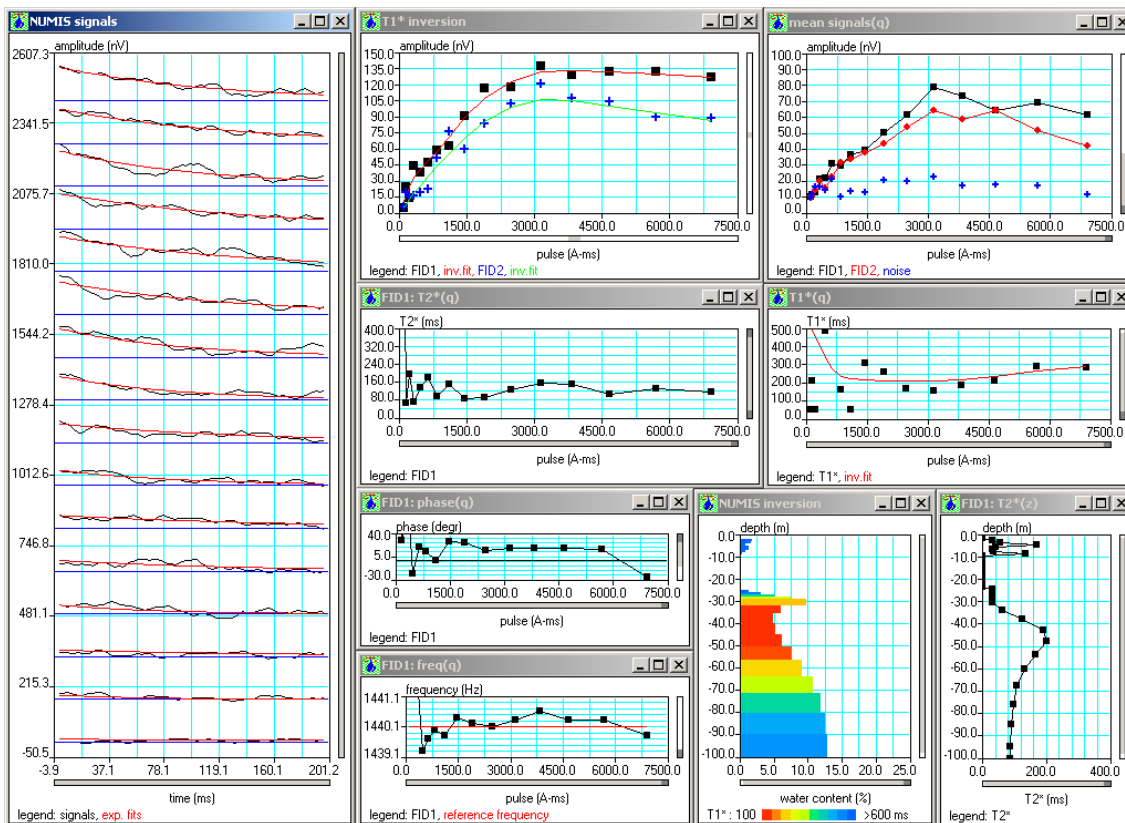 NUMIS signals
amplitude (nV)
2607.3
2341.5
2075.7
1810.0
1544.2
1278.4
1012.6
746.8
481.1
215.3
-50.5
-3.9 37.1 78.1 119.1 160.1 201.2
time (ms)
legend: signals, exp. fits
T1* inversion
amplitude (nV)
150.0
135.0
120.0
105.0
90.0
75.0
60.0
45.0
30.0
15.0
0.0
0.0 1500.0 3000.0 4500.0 6000.0 7500.0
pulse (A-ms)
legend: FID1, inv.fit, FID2, inv.fit
mean signals(q)
amplitude (nV)
100.0
90.0
80.0
70.0
60.0
50.0
40.0
30.0
20.0
10.0
0.0
0.0 1500.0 3000.0 4500.0 6000.0 7500.0
pulse (A-ms)
legend: FID1, FID2, noise
FID1: T2*(q)
T2* (ms)
400.0
320.0
240.0
160.0
80.0
0.0
0.0 1500.0 3000.0 4500.0 6000.0 7500.0
pulse (A-ms)
legend: FID1
T1*(q)
T1* (ms)
500.0
400.0
300.0
200.0
100.0
0.0
0.0 1500.0 3000.0 4500.0 6000.0 7500.0
pulse (A-ms)
legend: T1*, inv.fit
FID1: phase(q)
phase (degr)
40.0
5.0
-30.0
0.0 1500.0 3000.0 4500.0 6000.0 7500.0
pulse (A-ms)
legend: FID1
FID1: freq(q)
frequency (Hz)
1441.1
1440.1
1439.1
0.0 1500.0 3000.0 4500.0 6000.0 7500.0
pulse (A-ms)
legend: FID1, reference frequency
NUMIS inversion
depth (m)
0.0
-10.0
-20.0
-30.0
-40.0
-50.0
-60.0
-70.0
-80.0
-90.0
-100.0
0.0 5.0 10.0 15.0 20.0 25.0
water content (%)
T1* : 100 >600 ms
FID1: T2*(z)
depth (m)
0.0
-10.0
-20.0
-30.0
-40.0
-50.0
-60.0
-70.0
-80.0
-90.0
-100.0
0.0 200.0 400.0
T2* (ms)
legend: T2*